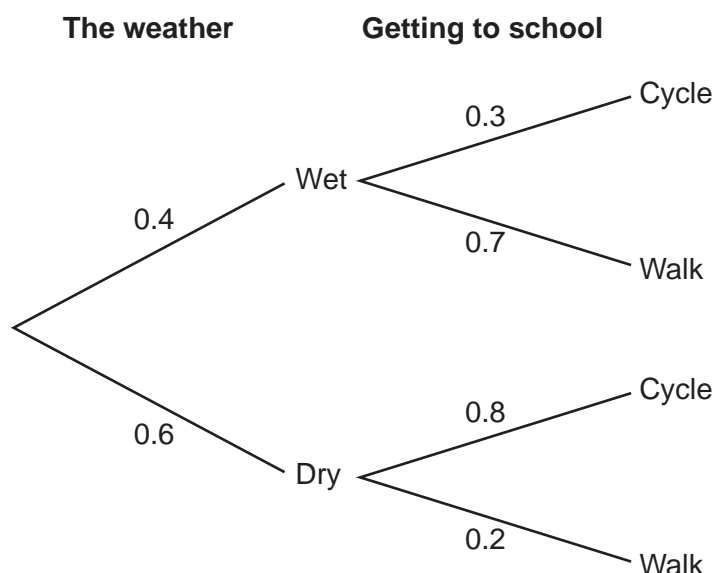 The weather Getting to school
Cycle
0.3
Wet
0.4
0.7
Walk
Cycle
0.8
0.6
Dry
0.2
Walk